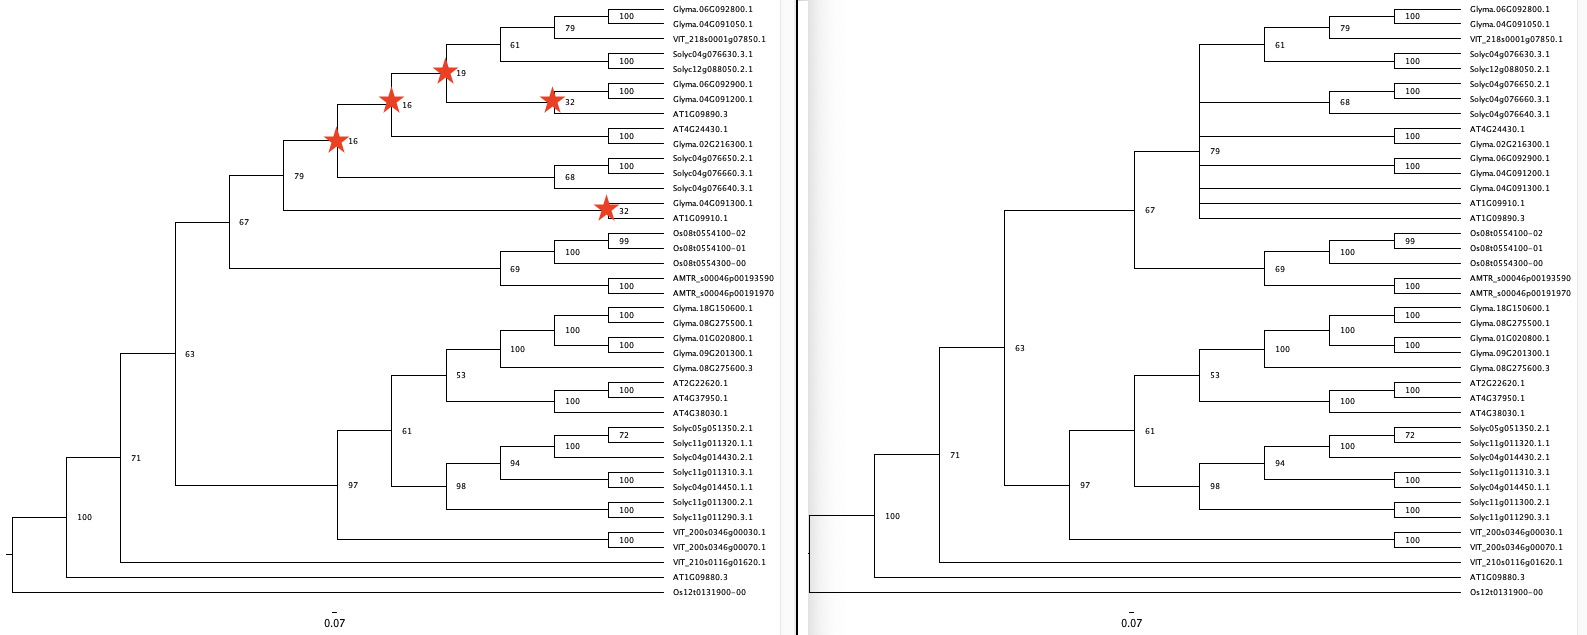 Glyma.06G092800.1
100
Glyma.04G091050.1
79
VIT_218s0001g07850.1
61
Solyc04g076630.3.1
100
Solyc12g088050.2.1
19
Glyma.06G092900.1
100
Glyma.04G091200.1
32
16
AT1G09890.3
AT4G24430.1
100
16
Glyma.02G216300.1
Solyc04g076650.2.1
100
Solyc04g076660.3.1
79
68
Solyc04g076640.3.1
Glyma.04G091300.1
32
AT1G09910.1
67
Os08t0554100-02
99
Os08t0554100-01
100
Os08t0554300-00
69
AMTR_s00046p00193590
100
AMTR_s00046p00191970
Glyma.18G150600.1
100
Glyma.08G275500.1
100
Glyma.01G020800.1
100
100
Glyma.09G201300.1
63
Glyma.08G275600.3
53
AT2G22620.1
100
AT4G37950.1
100
AT4G38030.1
Solyc05g051350.2.1
61
72
Solyc11g011320.1.1
100
Solyc04g014430.2.1
71
94
Solyc11g011310.3.1
100
Solyc04g014450.1.1
97
98
Solyc11g011300.2.1
100
Solyc11g011290.3.1
100
VIT_200s0346g00030.1
100
VIT_200s0346g00070.1
VIT_210s0116g01620.1
AT1G09880.3
Os12t0131900-00
0.07
Glyma.06G092800.1
100
Glyma.04G091050.1
79
VIT_218s0001g07850.1
61
Solyc04g076630.3.1
100
Solyc12g088050.2.1
Solyc04g076650.2.1
100
Solyc04g076660.3.1
68
Solyc04g076640.3.1
AT4G24430.1
100
Glyma.02G216300.1
79
Glyma.06G092900.1
100
Glyma.04G091200.1
Glyma.04G091300.1
AT1G09910.1
67
AT1G09890.3
Os08t0554100-02
99
Os08t0554100-01
100
Os08t0554300-00
69
AMTR_s00046p00193590
100
AMTR_s00046p00191970
Glyma.18G150600.1
100
Glyma.08G275500.1
100
Glyma.01G020800.1
100
63
100
Glyma.09G201300.1
Glyma.08G275600.3
53
AT2G22620.1
100
AT4G37950.1
100
AT4G38030.1
Solyc05g051350.2.1
61
72
Solyc11g011320.1.1
100
Solyc04g014430.2.1
71
94
Solyc11g011310.3.1
100
Solyc04g014450.1.1
97
98
Solyc11g011300.2.1
100
Solyc11g011290.3.1
100
VIT_200s0346g00030.1
100
VIT_200s0346g00070.1
VIT_210s0116g01620.1
AT1G09880.3
Os12t0131900-00
0.07